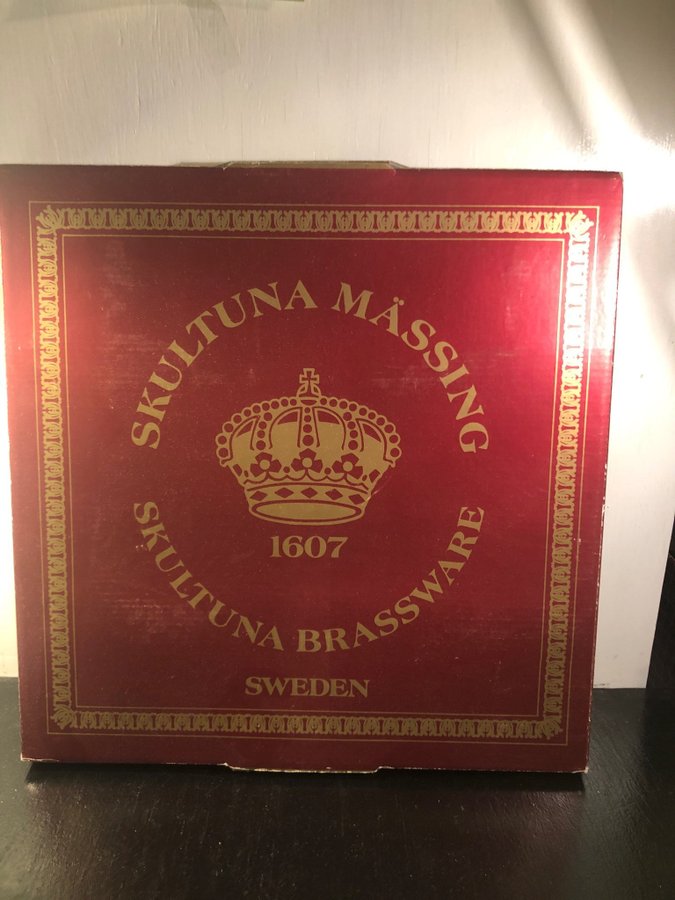 SKULTUNA MÄSSING
1607
SKULTUNA BRASSWARE
SWEDEN